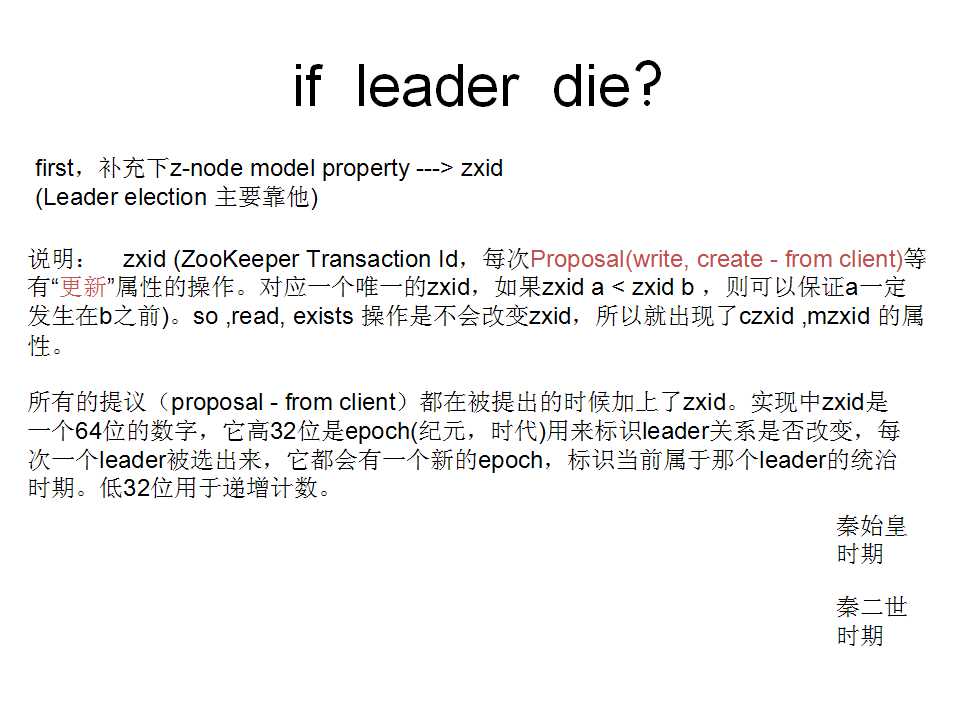 if leader die?
first，补充下z-node model property ---> zxid
(Leader election 主要靠他)
说明： zxid (ZooKeeper Transaction Id，每次Proposal(write, create - from client)等
有“更新”属性的操作。对应一个唯一的zxid，如果zxid a < zxid b ，则可以保证a一定
发生在b之前)。so ,read, exists 操作是不会改变zxid，所以就出现了czxid ,mzxid 的属
性。
所有的提议（proposal - from client）都在被提出的时候加上了zxid。实现中zxid是
一个64位的数字，它高32位是epoch(纪元，时代)用来标识leader关系是否改变，每
次一个leader被选出来，它都会有一个新的epoch，标识当前属于那个leader的统治
时期。低32位用于递增计数。
秦始皇
时期
秦二世
时期